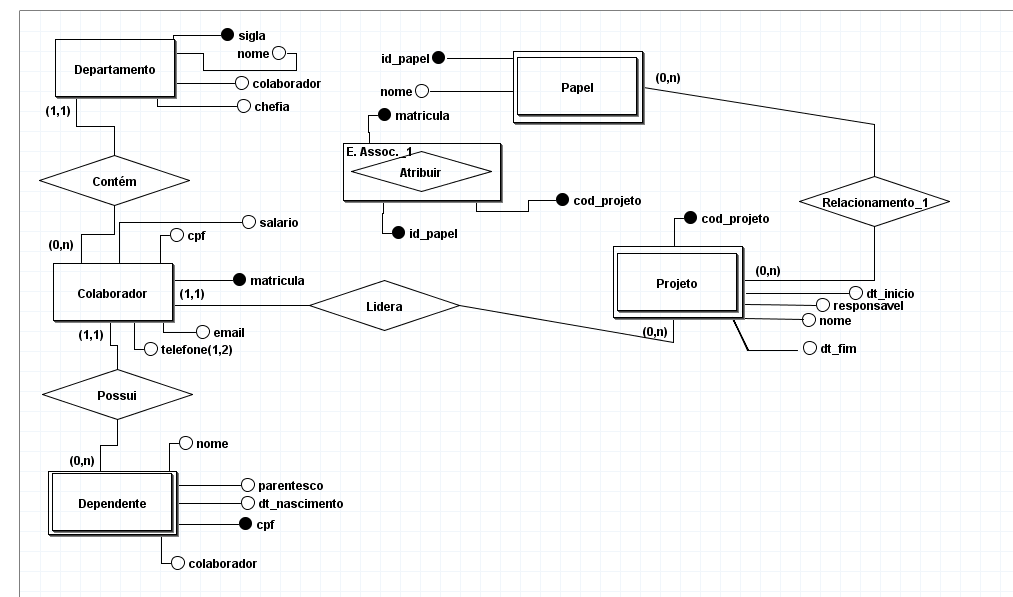 sigla
nome
Departamento
colaborador
chefia
(1,1)
Contém
(0,n)
salario
cpf
Colaborador
matricula
(1,1)
email
telefone(1,2)
(1,1)
Possui
(0,n)
nome
Dependente
parentesco
dt_nascimento
cpf
colaborador
id_papel
nome
Papel
(0,n)
matricula
E. Assoc._1
Atribuir
cod_projeto
id_papel
Relacionamento_1
cod_projeto
(0,n)
Projeto
dt_inicio
responsavel
nome
dt_fim
Lidera
(0,n)